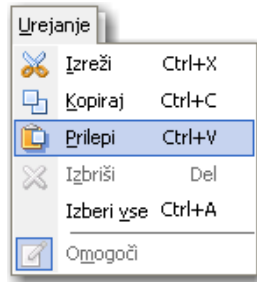 Urejanje
Izreži Ctrl+X
Kopiraj Ctrl+C
Prilepi Ctrl+V
Izbriši Del
Izberi vse Ctrl+A
Omogoči